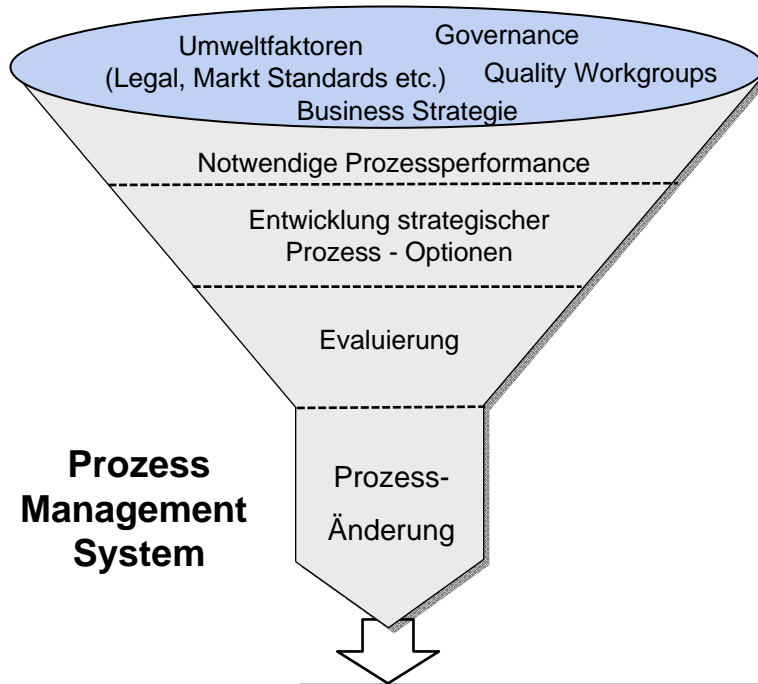 Umweltfaktoren
(Legal, Markt Standards etc.)
Governance
Quality Workgroups
Business Strategie
Notwendige Prozessperformance
Entwicklung strategischer
Prozess - Optionen
Evaluierung
Prozess-
Änderung
Prozess
Management
System